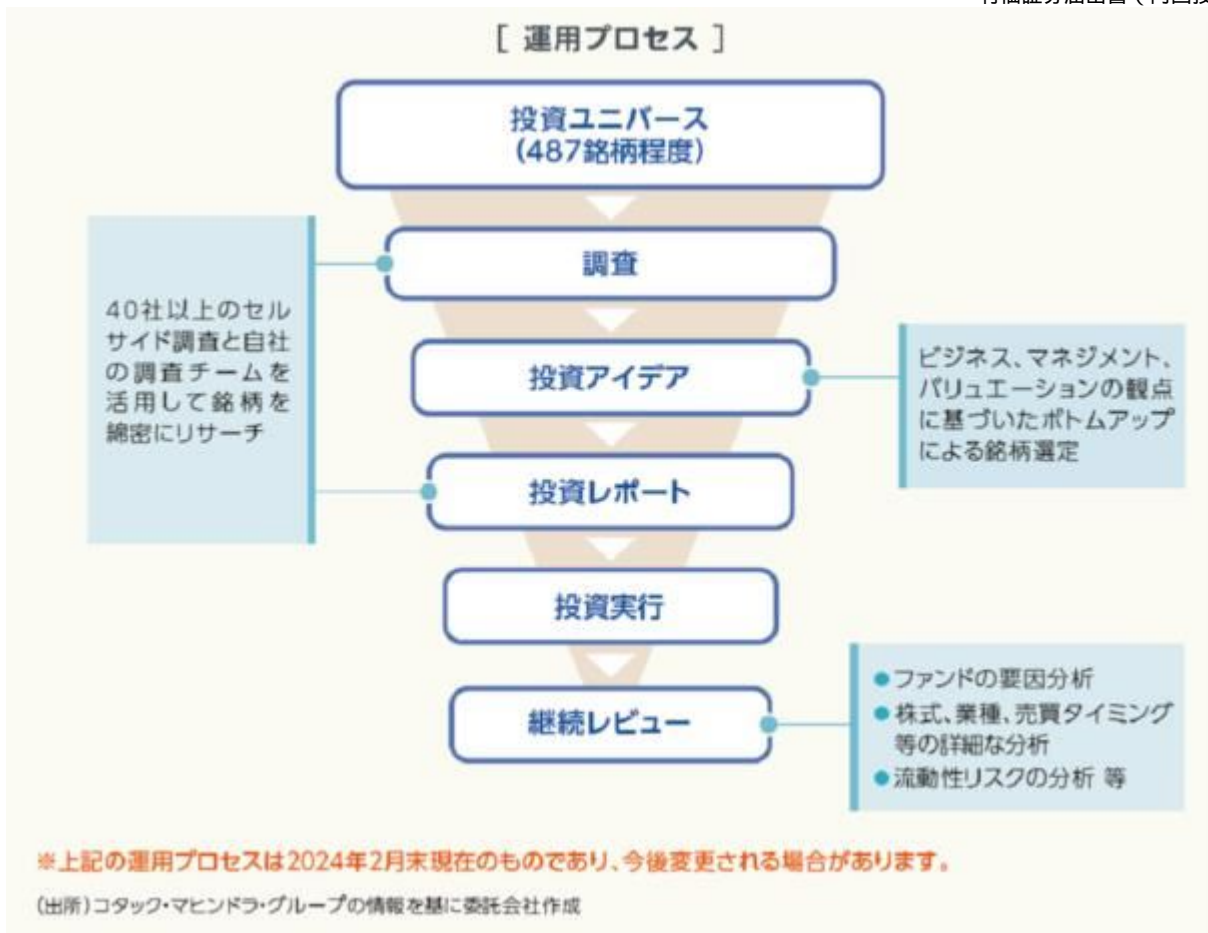 [ 運用プロセス ]
投資ユニバース
(487銘柄程度)
調査
40社以上のセル
サイド調査と自社
の調査チームを
活用して銘柄を
綿密にリサーチ
投資アイデア
ビジネス、マネジメント、
バリュエーションの観点
に基づいたボトムアップ
による銘柄選定
投資レポート
投資実行
継続レビュー
●ファンドの要因分析
●株式、業種、売買タイミング
等の詳細な分析
●流動性リスクの分析 等
※上記の運用プロセスは2024年2月末現在のものであり、今後変更される場合があります。
(出所)コタック・マヒンドラ・グループの情報を基に委託会社作成